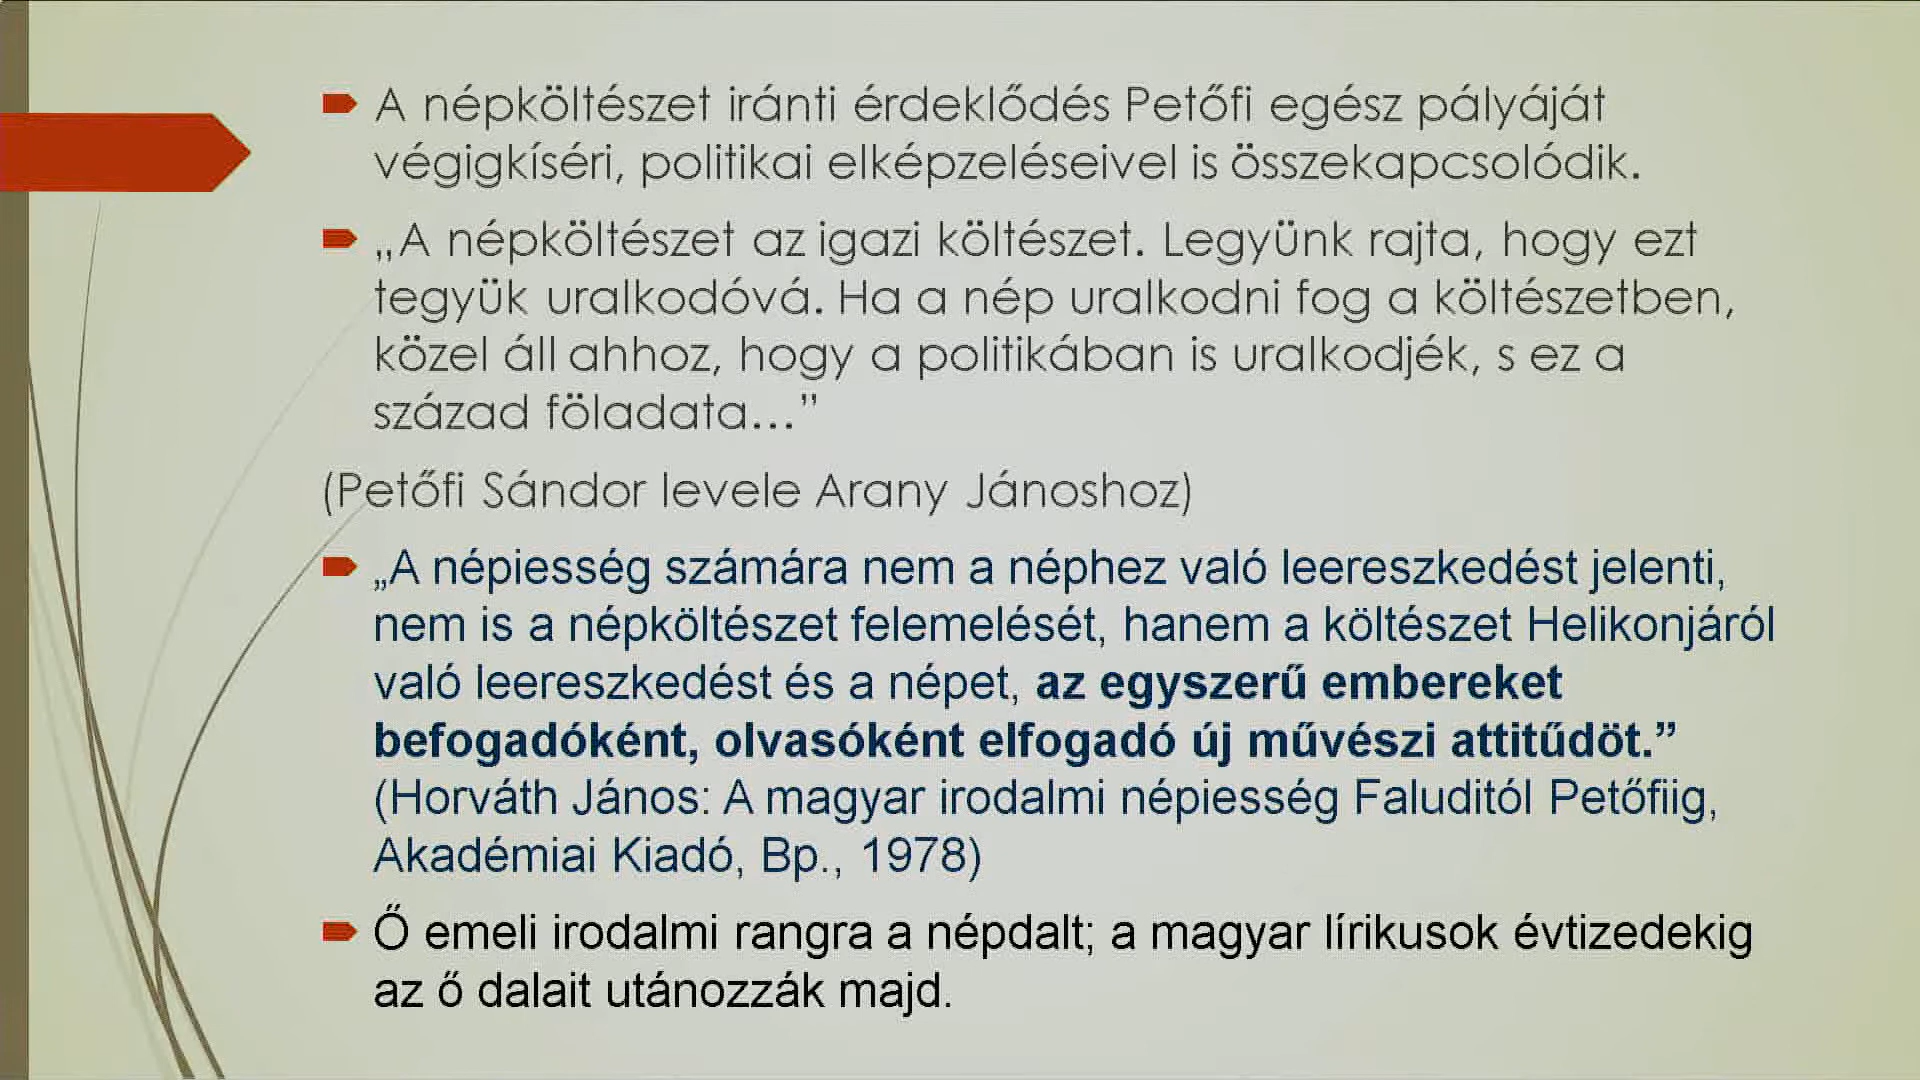 A népköltészet iránti érdeklődés Petőfi egész pályáját
végigkíséri, politikai elképzeléseivel is összekapcsolódik.
„A népköltészet az igazi költészet. Legyünk rajta, hogy ezt
tegyük uralkodóvá. Ha a nép uralkodni fog a költészetben,
közel áll ahhoz, hogy a politikában is uralkodjék, s ez a
század föladata…”
(Petőfi Sándor levele Arany Jánoshoz)
„A népiesség számára nem a néphez való leereszkedést jelenti,
nem is a népköltészet felemelését, hanem a költészet Helikonjáról
való leereszkedést és a népet, az egyszerű embereket
befogadóként, olvasóként elfogadó új művészi attitűdöt.”
(Horváth János: A magyar irodalmi népiesség Faluditól Petőfiig,
Akadémiai Kiadó, Bp., 1978)
Ő emeli irodalmi rangra a népdalt; a magyar lírikusok évtizedekig
az ő dalait utánozzák majd.